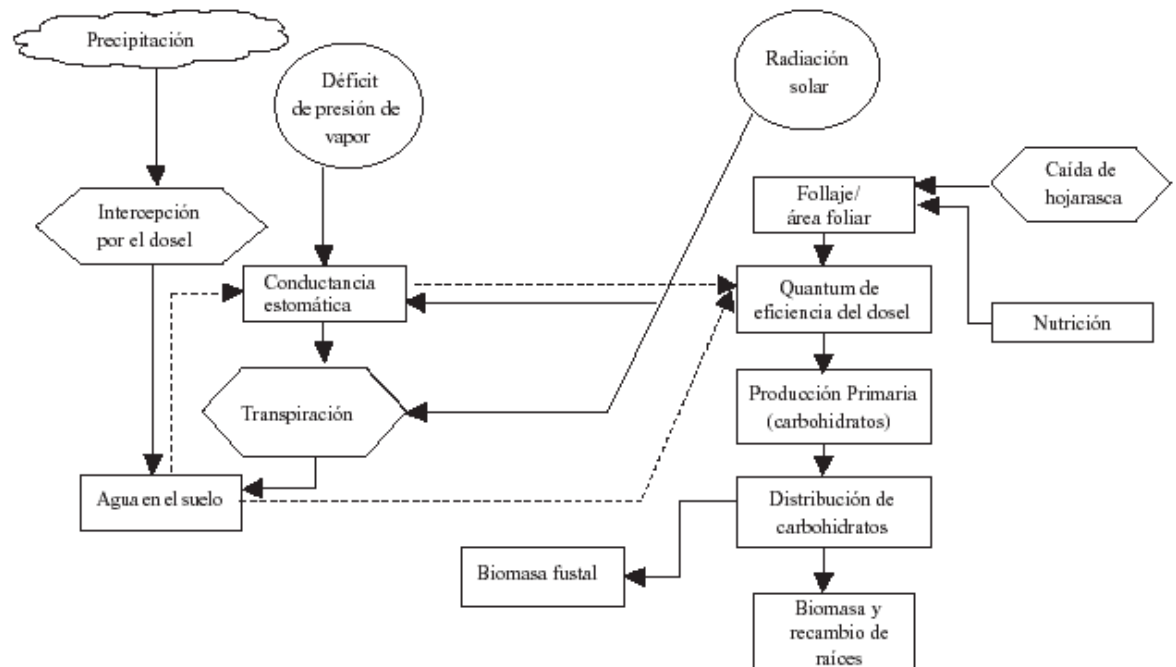 Precipitación
Déficit
de presión de
vapor
Radiación
solar
Intercepción
por el dosel
Follaje/
área foliar
Caída de
hojarasca
Conductancia
estomática
Quantum de
eficiencia del dosel
Nutrición
Transpiración
Producción Primaria
(carbohidratos)
Agua en el suelo
Distribución de
carbohidratos
Biomasa fustal
Biomasa y
recambio de
raíces